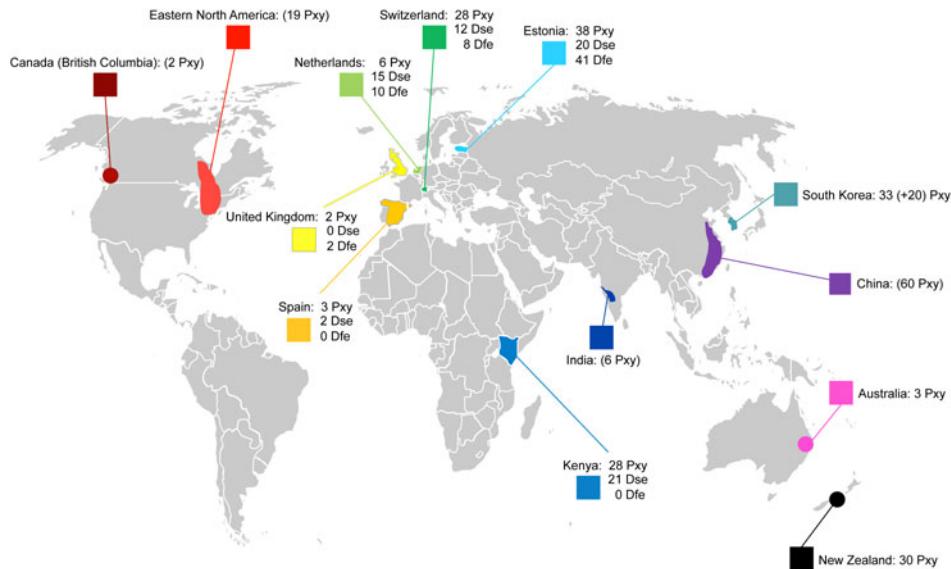 Eastern North America: (19 Pxy)
Canada (British Columbia): (2 Pxy)
Switzerland: 28 Pxy
12 Dse
8 Dfe
Netherlands: 6 Pxy
15 Dse
10 Dfe
Estonia: 38 Pxy
20 Dse
41 Dfe
United Kingdom: 2 Pxy
0 Dse
2 Dfe
Spain: 3 Pxy
2 Dse
0 Dfe
South Korea: 33 (+20) Pxy
China: (60 Pxy)
India: (6 Pxy)
Australia: 3 Pxy
Kenya: 28 Pxy
21 Dse
0 Dfe
New Zealand: 30 Pxy